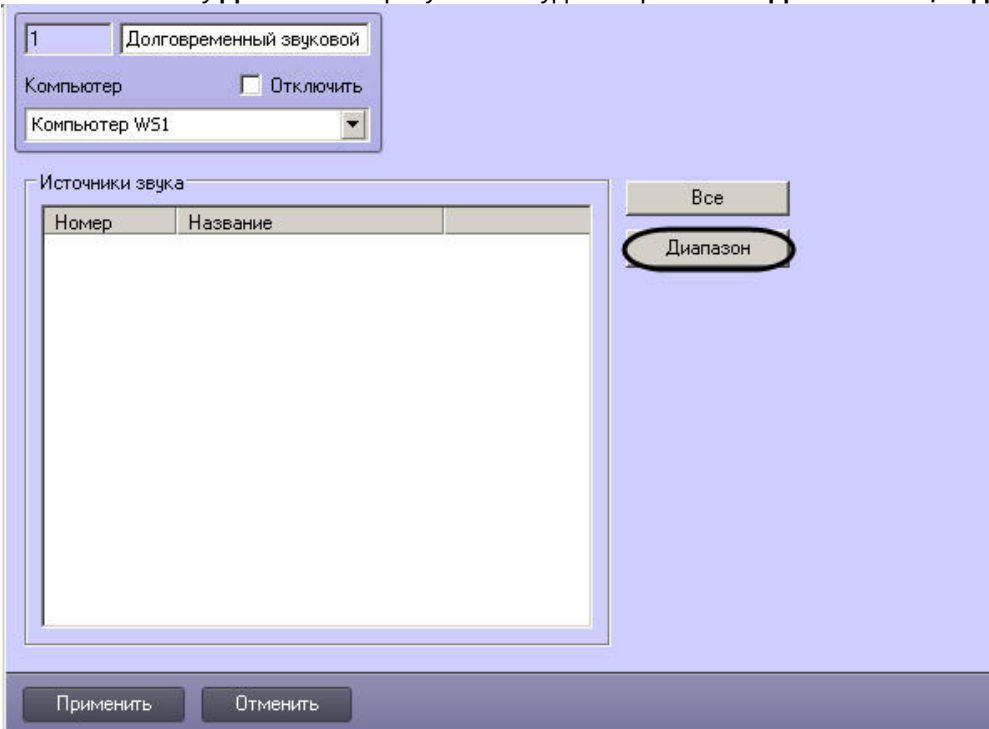 1 Долговременный звуковой
Компьютер Отключить
Компьютер WS1
Источники звука
Номер Название
Все
Диапазон
Применить Отменить